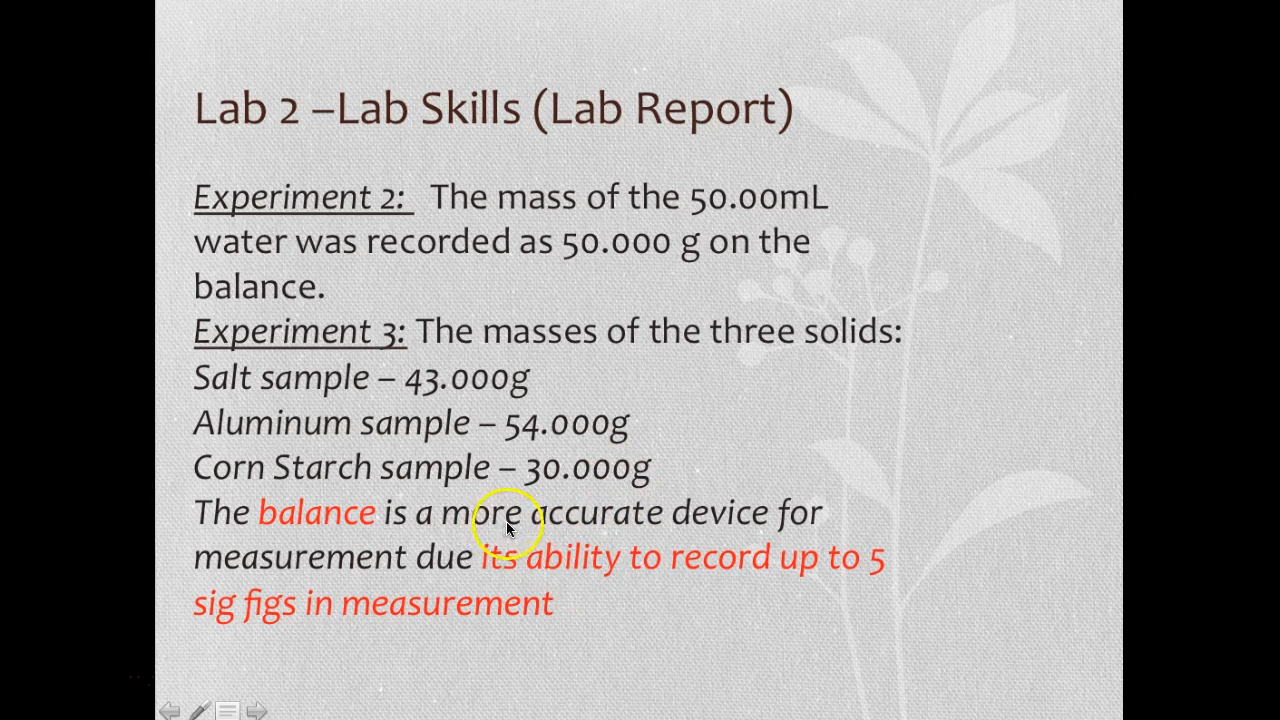 Lab 2 –Lab Skills (Lab Report)
Experiment 2:  The mass of the 50.00mL
water was recorded as 50.000 g on the
balance.
Experiment 3: The masses of the three solids:
Salt sample – 43.000g
Aluminum sample – 54.000g
Corn Starch sample – 30.000g
The balance is a more accurate device for
measurement due its ability to record up to 5
sig figs in measurement